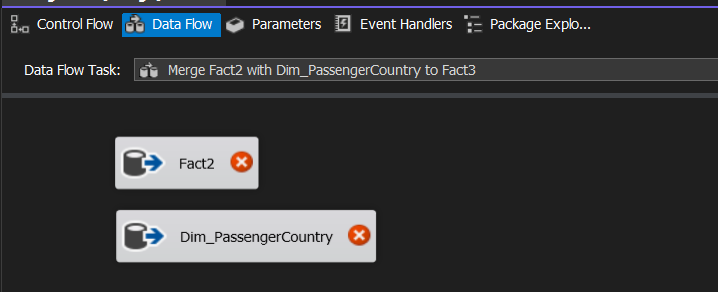 Control Flow Data Flow Parameters Event Handlers Package Explo...
Data Flow Task: Merge Fact2 with Dim_PassengerCountry to Fact3
Fact2
Dim_PassengerCountry